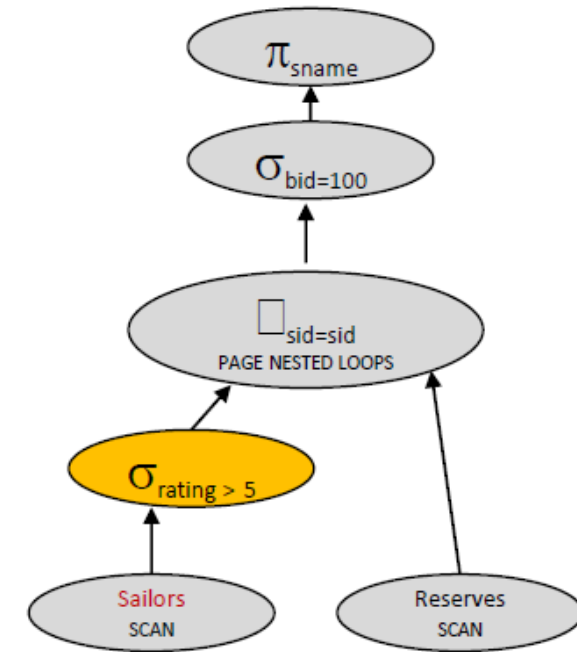 π sname
σ bid=100
□ sid=sid
PAGE NESTED LOOPS
σ rating > 5
Sailors
SCAN
Reserves
SCAN